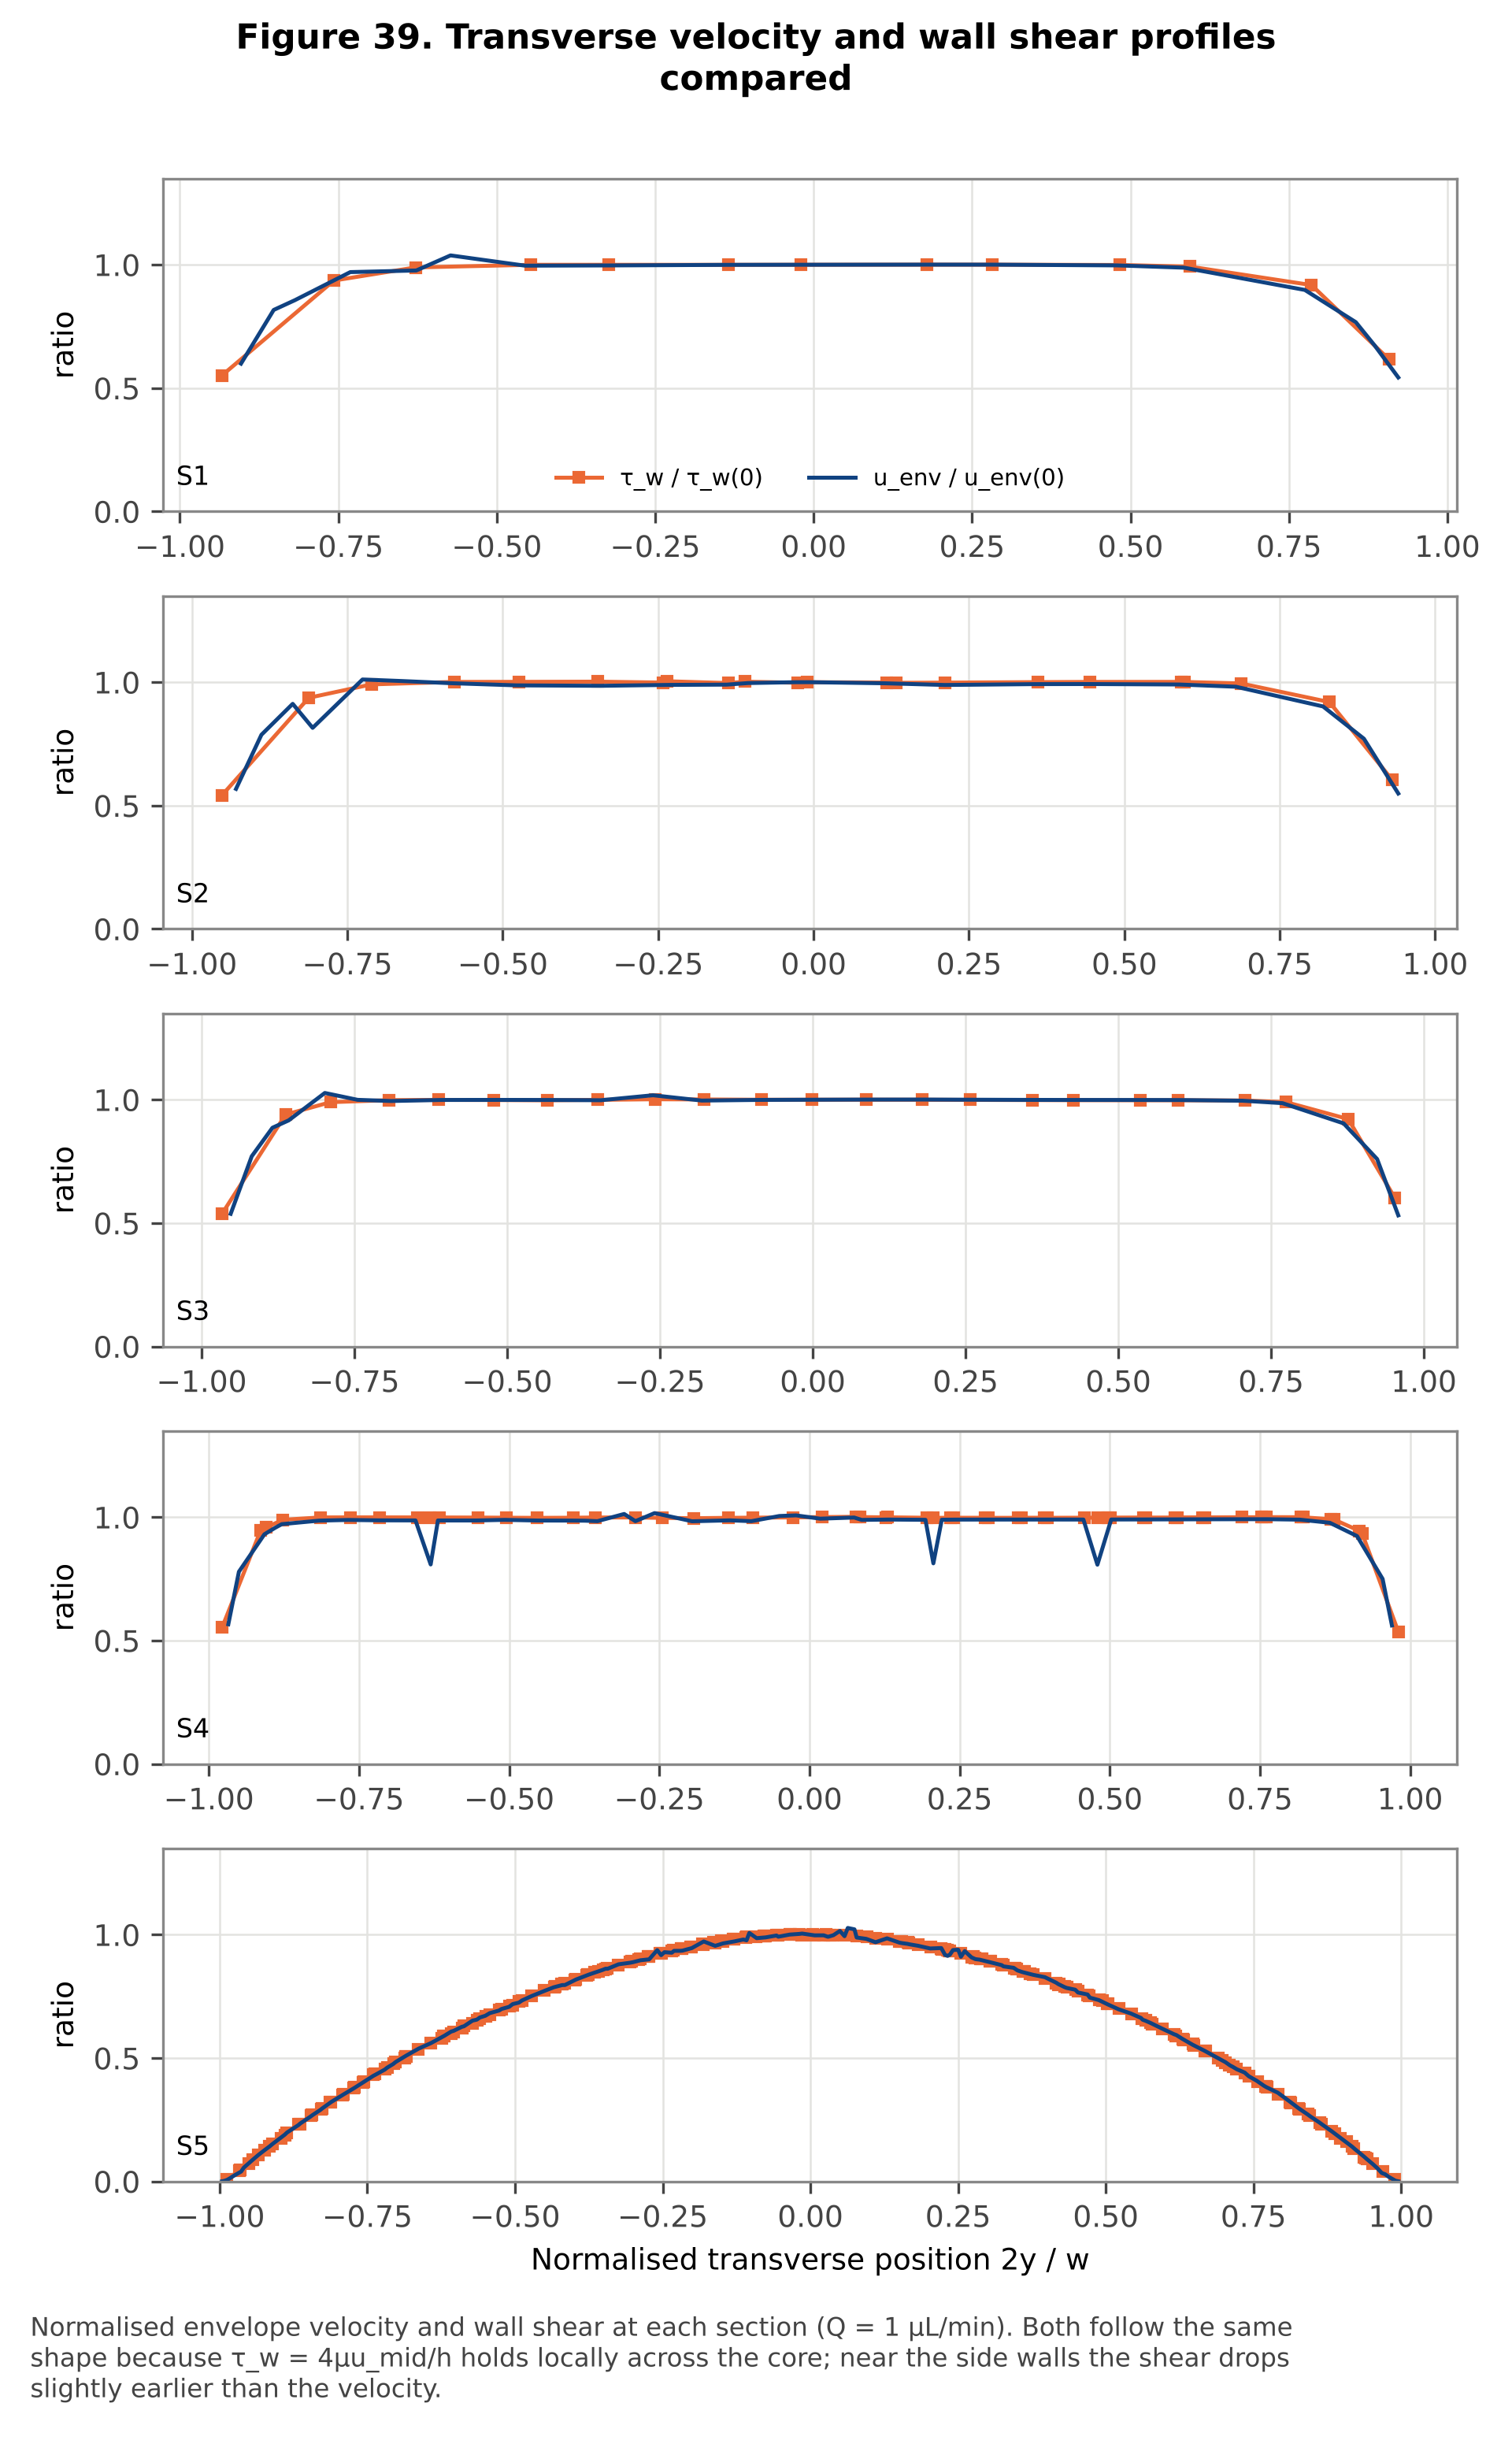 Figure 39. Transverse velocity and wall shear profiles
compared
ratio
1.0
0.5
0.0
S1
τ_w / τ_w(0)
u_env / u_env(0)
−1.00 −0.75 −0.50 −0.25 0.00 0.25 0.50 0.75 1.00
ratio
1.0
0.5
0.0
S2
−1.00 −0.75 −0.50 −0.25 0.00 0.25 0.50 0.75 1.00
ratio
1.0
0.5
0.0
S3
−1.00 −0.75 −0.50 −0.25 0.00 0.25 0.50 0.75 1.00
ratio
1.0
0.5
0.0
S4
−1.00 −0.75 −0.50 −0.25 0.00 0.25 0.50 0.75 1.00
ratio
1.0
0.5
0.0
S5
−1.00 −0.75 −0.50 −0.25 0.00 0.25 0.50 0.75 1.00
Normalised transverse position 2y / w
Normalised envelope velocity and wall shear at each section (Q = 1 µL/min). Both follow the same
shape because τ_w = 4µu_mid/h holds locally across the core; near the side walls the shear drops
slightly earlier than the velocity.